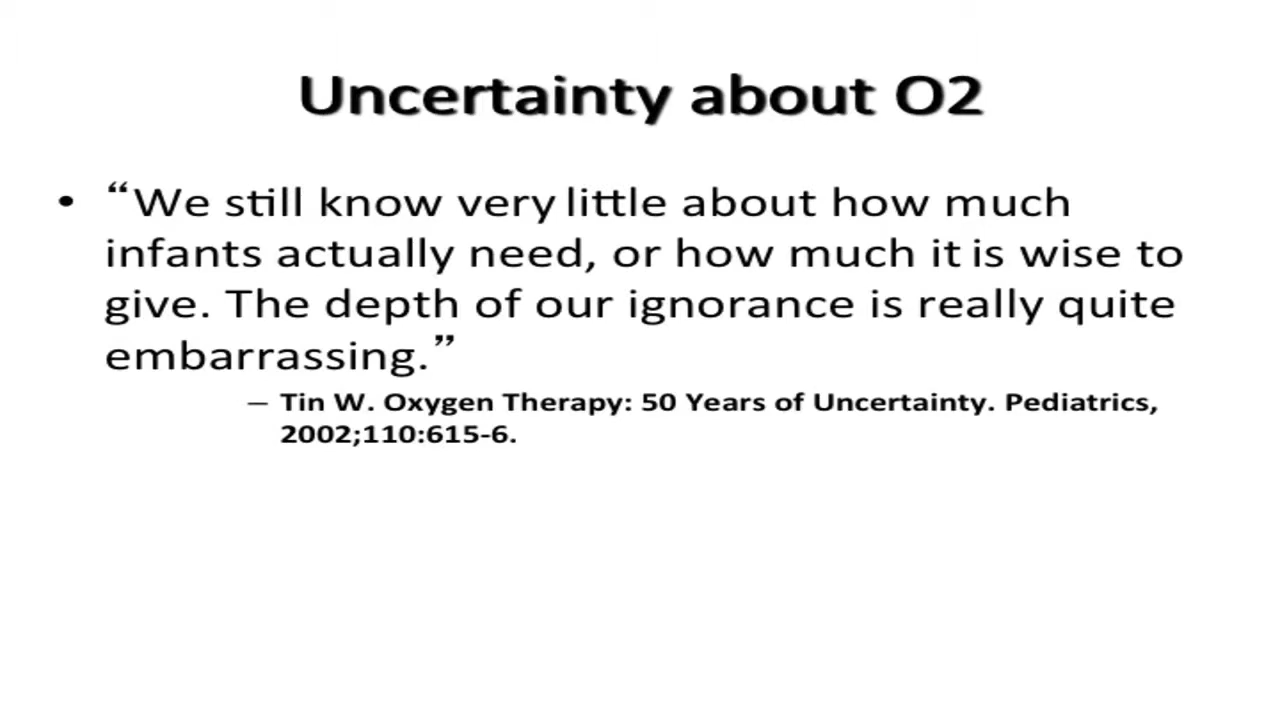 Uncertainty about O2
• “We still know very little about how much
infants actually need, or how much it is wise to
give. The depth of our ignorance is really quite
embarrassing.”
– Tin W. Oxygen Therapy: 50 Years of Uncertainty. Pediatrics,
2002;110:615-6.